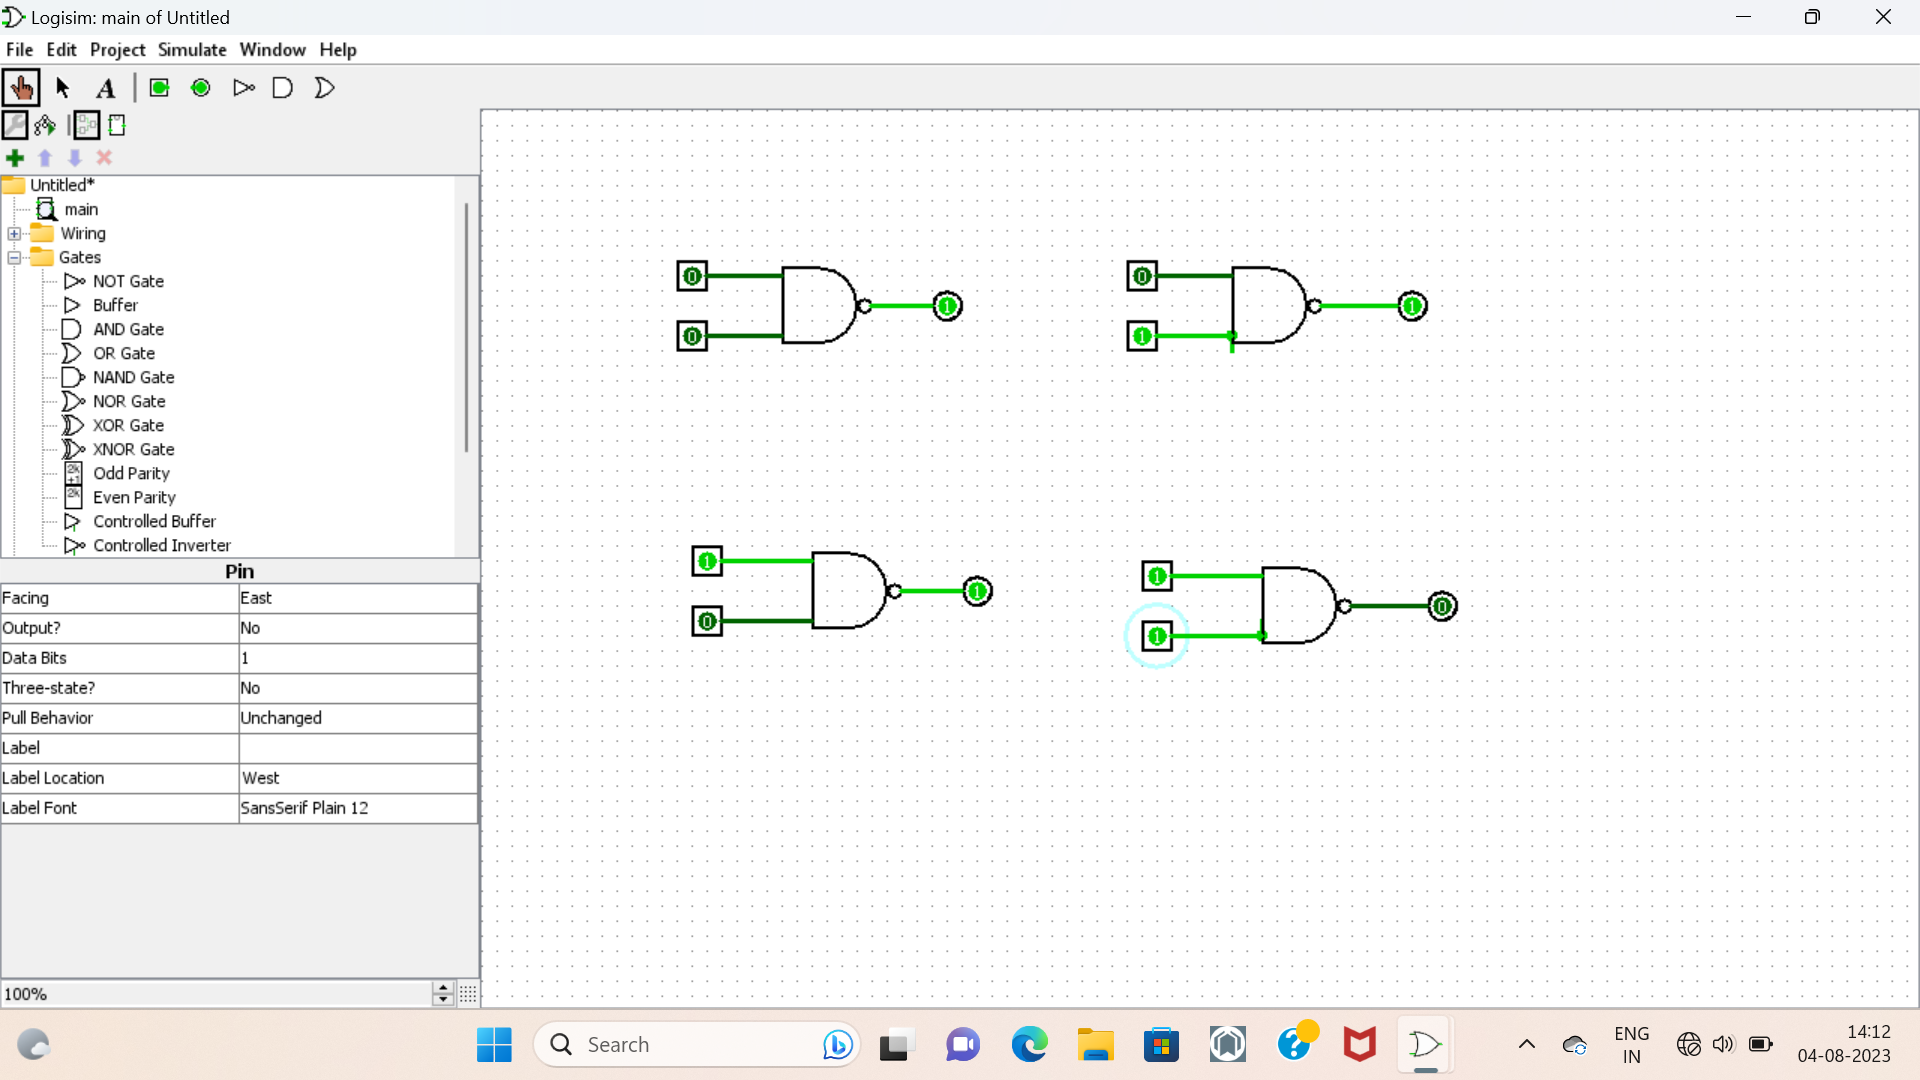 Logisim: main of Untitled
File Edit Project Simulate Window Help
A
Untitled*
main
Wiring
Gates
NOT Gate
Buffer
AND Gate
OR Gate
NAND Gate
NOR Gate
XOR Gate
XNOR Gate
2k+1 Odd Parity
2k Even Parity
Controlled Buffer
Controlled Inverter
Pin
Facing East
Output? No
Data Bits 1
Three-state? No
Pull Behavior Unchanged
Label
Label Location West
Label Font SansSerif Plain 12
100%
0 0
1 1
0 1
1
1
1 0
0 1
Search
ENG
IN
14:12
04-08-2023